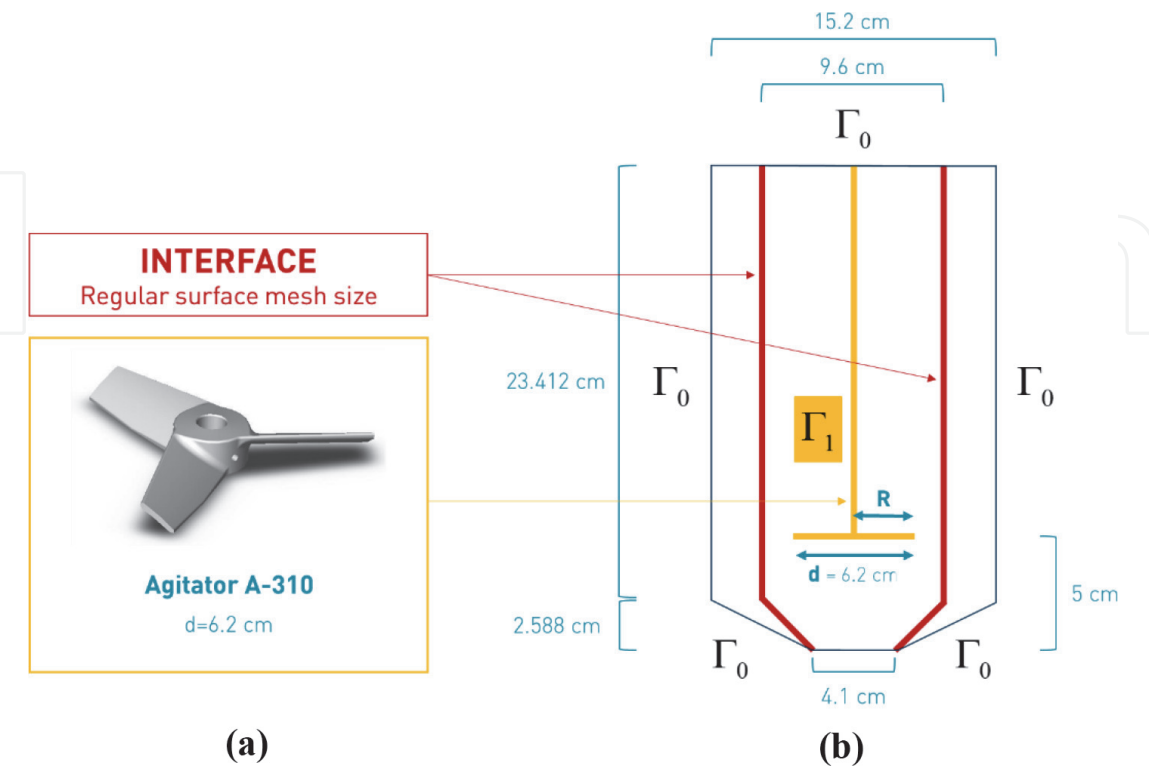 15.2 cm
9.6 cm
Γ0
INTERFACE
Regular surface mesh size
23.412 cm
Γ0
Γ0
Γ1
R
d = 6.2 cm
Agitator A-310
d=6.2 cm
2.588 cm
5 cm
Γ0
Γ0
4.1 cm
(a)
(b)